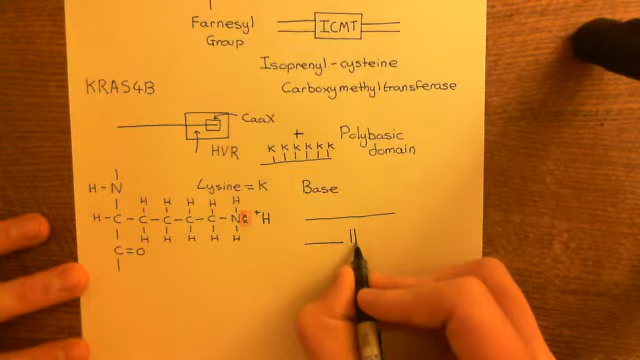 Farnesyl
Group
ICMT
Isoprenyl-cysteine
Carboxymethyltransferase
KRAS4B
CaaX
HVR
+
K K K K K K
Polybasic
domain
Lysine = K
Base
H-N
H H H H H
H-C-C-C-C-C-N +H
H H H H H
C=O